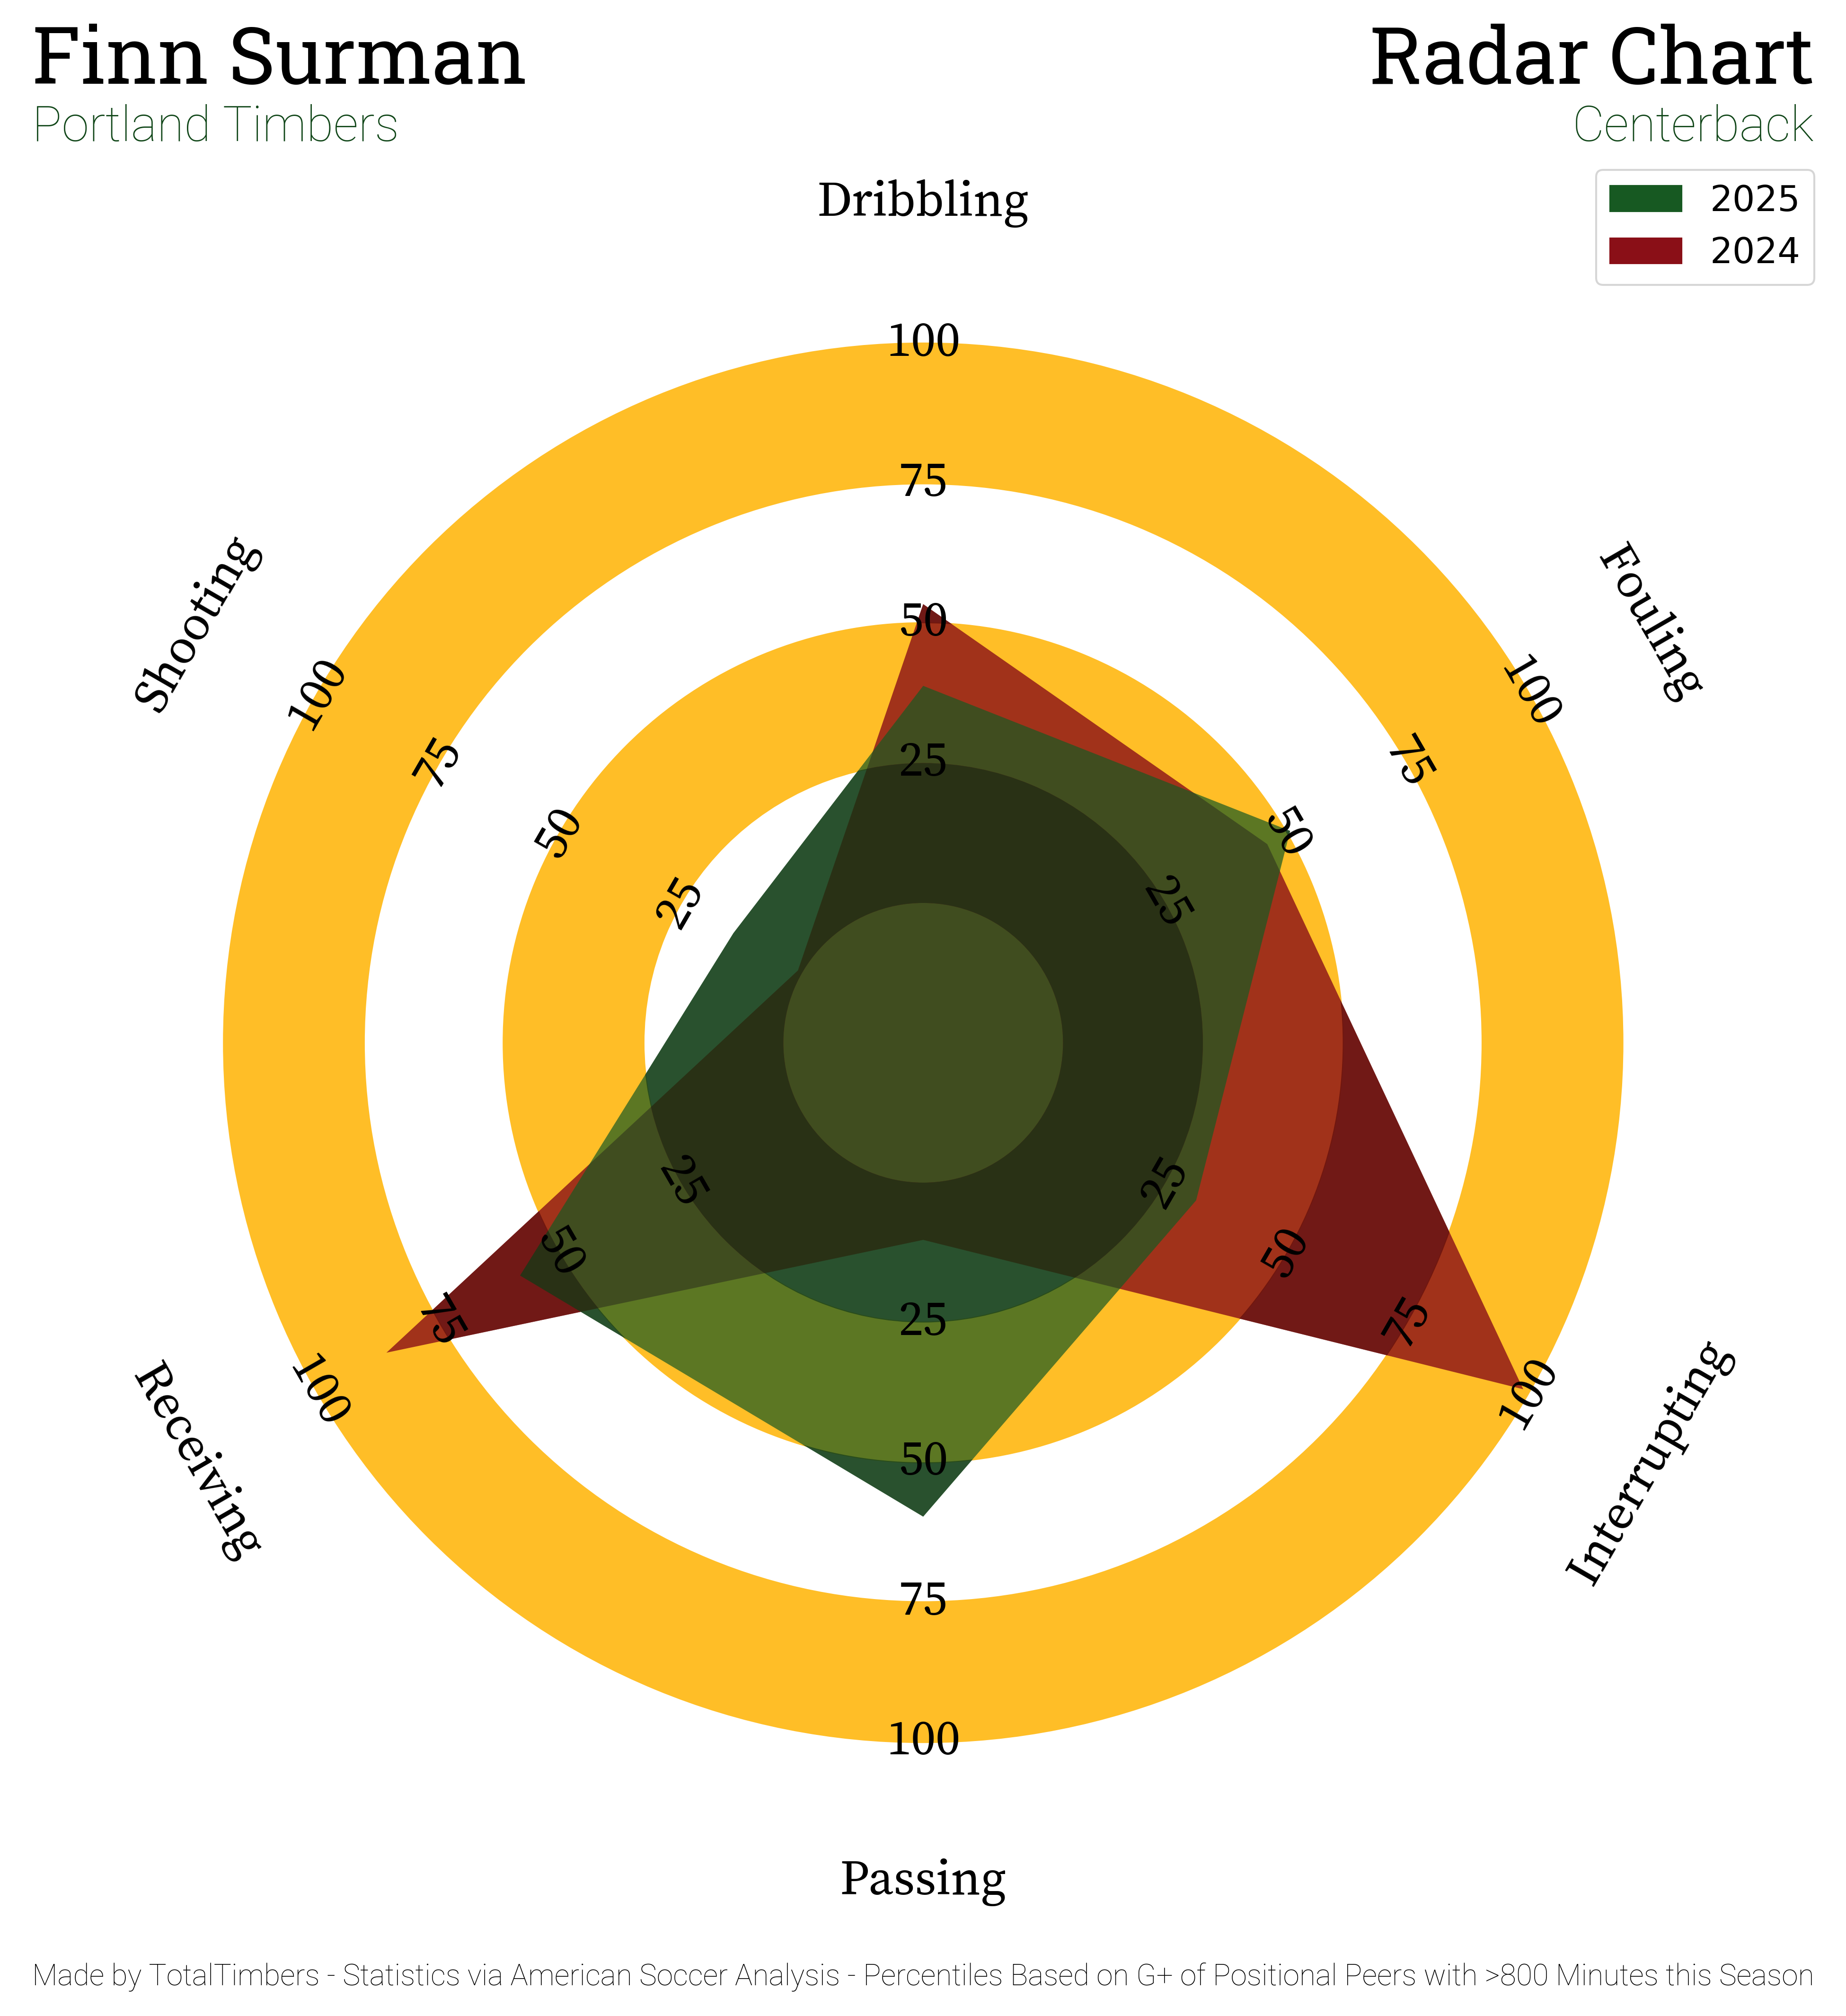 Finn Surman
Radar Chart
Portland Timbers
Centerback
2025
2024
Dribbling
Fouling
Interrupting
Passing
Receiving
Shooting
100
75
50
25
100
75
50
25
100
75
50
25
25
50
75
100
100
75
50
25
100
75
50
25
Made by TotalTimbers - Statistics via American Soccer Analysis - Percentiles Based on G+ of Positional Peers with >800 Minutes this Season